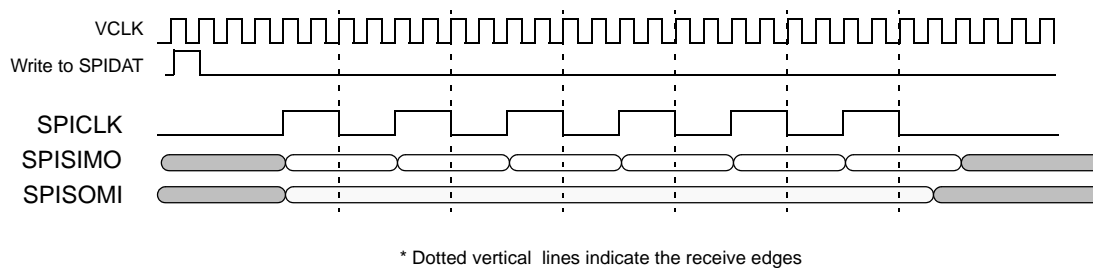 VCLK
Write to SPIDAT
SPICLK
SPISIMO
SPISOMI
* Dotted vertical lines indicate the receive edges